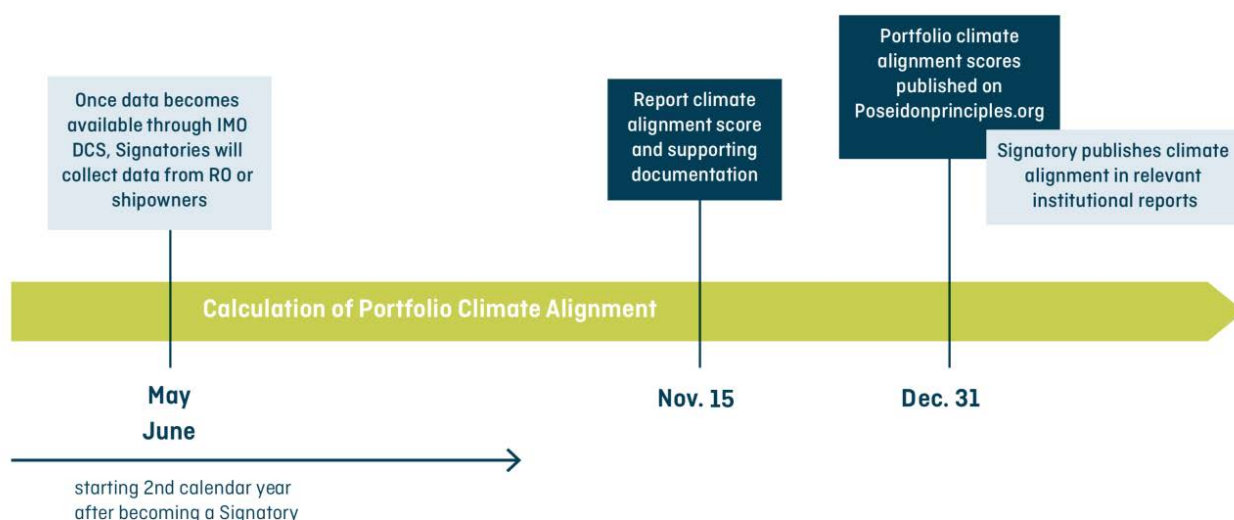 Once data becomes
available through IMO
DCS, Signatories will
collect data from RO or
shipowners
Report climate
alignment score
and supporting
documentation
Portfolio climate
alignment scores
published on
Poseidonprinciples.org
Signatory publishes climate
alignment in relevant
institutional reports
Calculation of Portfolio Climate Alignment
May
June
Nov. 15
Dec. 31
starting 2nd calendar year
after becoming a Signatory